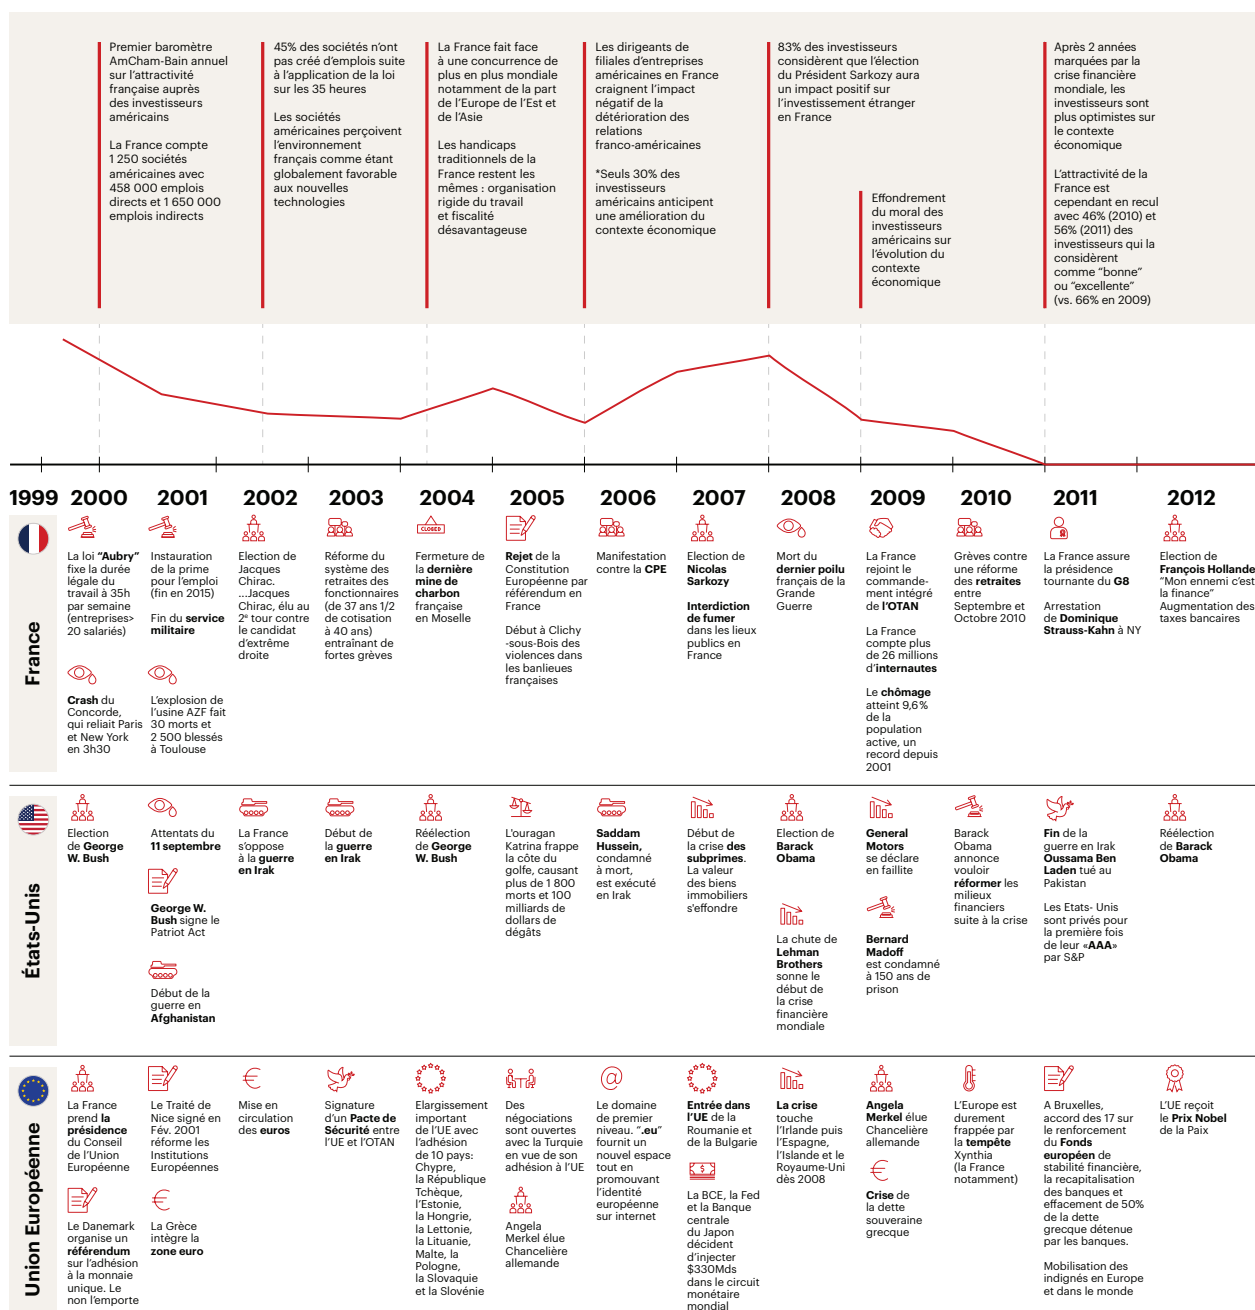 Premier baromètre
AmCham-Bain annuel
sur l'attractivité
française auprès
des investisseurs
américains
La France compte
1 250 sociétés
américaines avec
458 000 emplois
directs et 1 650 000
emplois indirects
45% des sociétés n'ont
pas créé d'emplois suite
à l'application de la loi
sur les 35 heures
Les sociétés
américaines perçoivent
l'environnement
français comme étant
globalement favorable
aux nouvelles
technologies
La France fait face
à une concurrence de
plus en plus mondiale
notamment de la part
de l'Europe de l'Est et
de l'Asie
Les handicaps
traditionnels de la
France restent les
mêmes : organisation
rigide du travail
et fiscalité
désavantageuse
Les dirigeants de
filiales d'entreprises
américaines en France
craignent l'impact
négatif de la
détérioration des
relations
franco-américaines
*Seuls 30% des
investisseurs
américains anticipent
une amélioration du
contexte économique
83% des investisseurs
considèrent que l'élection
du Président Sarkozy aura
un impact positif sur
l'investissement étranger
en France
Effondrement
du moral des
investisseurs
américains sur
l'évolution du
contexte
économique
Après 2 années
marquées par la
crise financière
mondiale, les
investisseurs sont
plus optimistes sur
le contexte
économique
L'attractivité de la
France est
cependant en recul
avec 46% (2010) et
56% (2011) des
investisseurs qui la
considèrent
comme "bonne"
ou "excellente"
(vs. 66% en 2009)
1999 2000 2001 2002 2003 2004 2005 2006 2007 2008 2009 2010 2011 2012
France
La loi "Aubry"
fixe la durée
légale du
travail à 35h
par semaine
(entreprises>
20 salariés)
Crash du
Concorde,
qui reliait Paris
et New York
en 3h30
Instauration
de la prime
pour l'emploi
(fin en 2015)
Fin du service
militaire
L'explosion de
l'usine AZF fait
30 morts et
2 500 blessés
à Toulouse
Election de
Jacques
Chirac.
...Jacques
Chirac, élu au
2e tour contre
le candidat
d'extrême
droite
Réforme du
système des
retraites des
fonctionnaires
(de 37 ans 1/2
de cotisation
à 40 ans)
entraînant de
fortes grèves
CLOSED
Fermeture de
la dernière
mine de
charbon
française
en Moselle
Rejet de la
Constitution
Européenne par
référendum en
France
Début à Clichy
-sous-Bois des
violences dans
les banlieues
françaises
Manifestation
contre la CPE
Election de
Nicolas
Sarkozy
Interdiction
de fumer
dans les lieux
publics en
France
Mort du
dernier poilu
français de la
Grande
Guerre
La France
rejoint le
commande-
ment intégré
de l'OTAN
La France
compte plus
de 26 millions
d'internautes
Le chômage
atteint 9,6%
de la
population
active, un
record depuis
2001
Grèves contre
une réforme
des retraites
entre
Septembre et
Octobre 2010
La France assure
la présidence
tournante du G8
Arrestation
de Dominique
Strauss-Kahn à NY
Election de
François Hollande
"Mon ennemi c'est
la finance"
Augmentation des
taxes bancaires
États-Unis
Election
de George
W. Bush
Attentats du
11 septembre
George W.
Bush signe le
Patriot Act
Début de la
guerre en
Afghanistan
La France
s'oppose
à la guerre
en Irak
Début de
la guerre
en Irak
Réélection
de George
W. Bush
L'ouragan
Katrina frappe
la côte du
golfe, causant
plus de 1 800
morts et 100
milliards de
dollars de
dégâts
Saddam
Hussein,
condamné
à mort,
est exécuté
en Irak
Début de
la crise des
subprimes.
La valeur
des biens
immobiliers
s'effondre
Election de
Barack
Obama
La chute de
Lehman
Brothers
sonne le
début de
la crise
financière
mondiale
General
Motors
se déclare
en faillite
Bernard
Madoff
est condamné
à 150 ans de
prison
Barack
Obama
annonce
vouloir
réformer les
milieux
financiers
suite à la crise
Fin de la
guerre en Irak
Oussama Ben
Laden tué au
Pakistan
Les Etats- Unis
sont privés pour
la première fois
de leur «AAA»
par S&P
Réélection
de Barack
Obama
Union Européenne
La France
prend la
présidence
du Conseil
de l'Union
Européenne
Le Danemark
organise un
référendum
sur l'adhésion
à la monnaie
unique. Le
non l'emporte
Le Traité de
Nice signé en
Fév. 2001
réforme les
Institutions
Européennes
€
La Grèce
intègre la
zone euro
€
Mise en
circulation
des euros
Signature
d'un Pacte de
Sécurité entre
l'UE et l'OTAN
Elargissement
important
de l'UE avec
l'adhésion
de 10 pays:
Chypre,
la République
Tchèque,
l'Estonie,
la Hongrie,
la Lettonie,
la Lituanie,
Malte, la
Pologne,
la Slovaquie
et la Slovénie
Des
négociations
sont ouvertes
avec la Turquie
en vue de son
adhésion à l'UE
Angela
Merkel élue
Chancelière
allemande
@
Le domaine
de premier
niveau. ".eu"
fournit un
nouvel espace
tout en
promouvant
l'identité
européenne
sur internet
Entrée dans
l'UE de la
Roumanie et
de la Bulgarie
$
La BCE, la Fed
et la Banque
centrale
du Japon
décident
d'injecter
$330Mds
dans le circuit
monétaire
mondial
La crise
touche
l'Irlande puis
l'Espagne,
l'Islande et le
Royaume-Uni
dès 2008
Angela
Merkel élue
Chancelière
allemande
€
Crise de
la dette
souveraine
grecque
L'Europe est
durement
frappée par
la tempête
Xynthia
(la France
notamment)
A Bruxelles,
accord des 17 sur
le renforcement
du Fonds
européen de
stabilité financière,
la recapitalisation
des banques et
effacement de 50%
de la dette
grecque détenue
par les banques.
Mobilisation des
indignés en Europe
et dans le monde
L'UE reçoit
le Prix Nobel
de la Paix